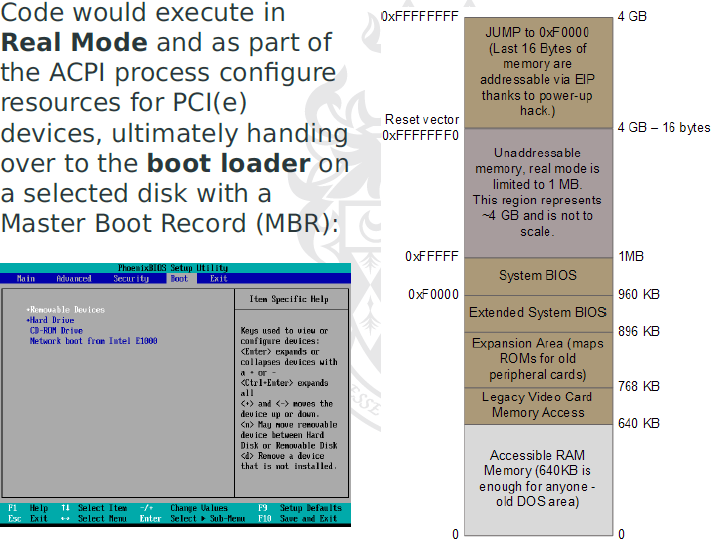 Code would execute in
Real Mode and as part of
the ACPI process configure
resources for PCI(e)
devices, ultimately handing
over to the boot loader on
a selected disk with a
Master Boot Record (MBR):
PhoenixBIOS Setup Utility
Main Advanced Security Boot Exit
Item Specific Help
+Removable Devices
+Hard Drive
CD-ROM Drive
Network boot from Intel E1000
Keys used to view or
configure devices:
<Enter> expands or
collapses devices with
a + or -
<Ctrl+Enter> expands
all
<+> and <-> moves the
device up or down.
<n> May move removable
device between Hard
Disk or Removable Disk
<d> Remove a device
that is not installed.
F1 Help ↑↓ Select Item -/+ Change Values F9 Setup Defaults
Esc Exit ↔ Select Menu Enter Select ▶ Sub-Menu F10 Save and Exit
0xFFFFFFFF
4 GB
JUMP to 0xF0000
(Last 16 Bytes of
memory are
addressable via EIP
thanks to power-up
hack.)
Reset vector
0xFFFFFFF0
4 GB – 16 bytes
Unaddressable
memory, real mode is
limited to 1 MB.
This region represents
~4 GB and is not to
scale.
0xFFFFF
1MB
System BIOS
0xF0000
960 KB
Extended System BIOS
896 KB
Expansion Area (maps
ROMs for old
peripheral cards)
768 KB
Legacy Video Card
Memory Access
640 KB
Accessible RAM
Memory (640KB is
enough for anyone -
old DOS area)
0
0